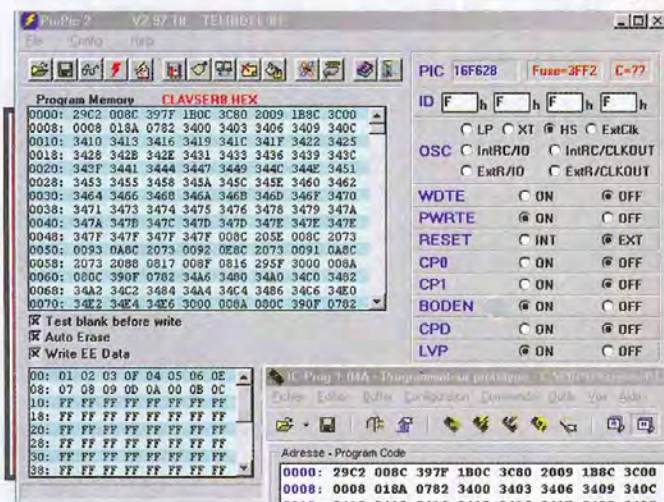 PicPic 2 V2.97.10
File Config Help
PIC 16F628 Fuse=3FF2 C=??
Program Memory CLAVSER8.HEX
ID F h F h F h F h
0000: 29C2 008C 397F 1B0C 3C80 2009 1B8C 3C00
0008: 0008 018A 0782 3400 3403 3406 3409 340C
0010: 3410 3413 3416 3419 341C 341F 3422 3425
0018: 3428 342B 342E 3431 3433 3436 3439 343C
0020: 343F 3441 3444 3447 3449 344C 344E 3451
0028: 3453 3455 3458 345A 345C 345E 3460 3462
0030: 3464 3466 3468 346A 346B 346D 346F 3470
0038: 3471 3473 3474 3475 3476 3478 3479 347A
0040: 347A 347B 347C 347D 347D 347E 347E 347E
0048: 347F 347F 347F 347F 008C 205E 008C 2073
0050: 0093 0A8C 2073 0092 0E8C 2073 0091 0A8C
0058: 2073 2088 0817 008F 0816 295F 3000 008A
0060: 080C 390F 0782 34A6 3480 34A0 34C0 3482
0068: 34A2 34C2 3484 34A4 34C4 3486 34C6 34E0
0070: 34E2 34E4 34E6 3000 008A 080C 390F 0782
OSC LP XT HS ExtClk
IntRC/IO IntRC/CLKOUT
ExtR/IO ExtR/CLKOUT
WDTE ON OFF
PWRTE ON OFF
RESET INT EXT
CP0 ON OFF
CP1 ON OFF
BODEN ON OFF
CPD ON OFF
LVP ON OFF
Test blank before write
Auto Erase
Write EE Data
00: 01 02 03 0F 04 05 06 0E
08: 07 08 09 0D 0A 00 0B 0C
10: FF FF FF FF FF FF FF FF
18: FF FF FF FF FF FF FF FF
20: FF FF FF FF FF FF FF FF
28: FF FF FF FF FF FF FF FF
30: FF FF FF FF FF FF FF FF
38: FF FF FF FF FF FF FF FF
IC-Prog 1.04A - Programmateur prototype
Fichier Editer Buffer Configuration Commande Outils Vue Aide
Adresse - Program Code
0000: 29C2 008C 397F 1B0C 3C80 2009 1B8C 3C00
0008: 0008 018A 0782 3400 3403 3406 3409 340C